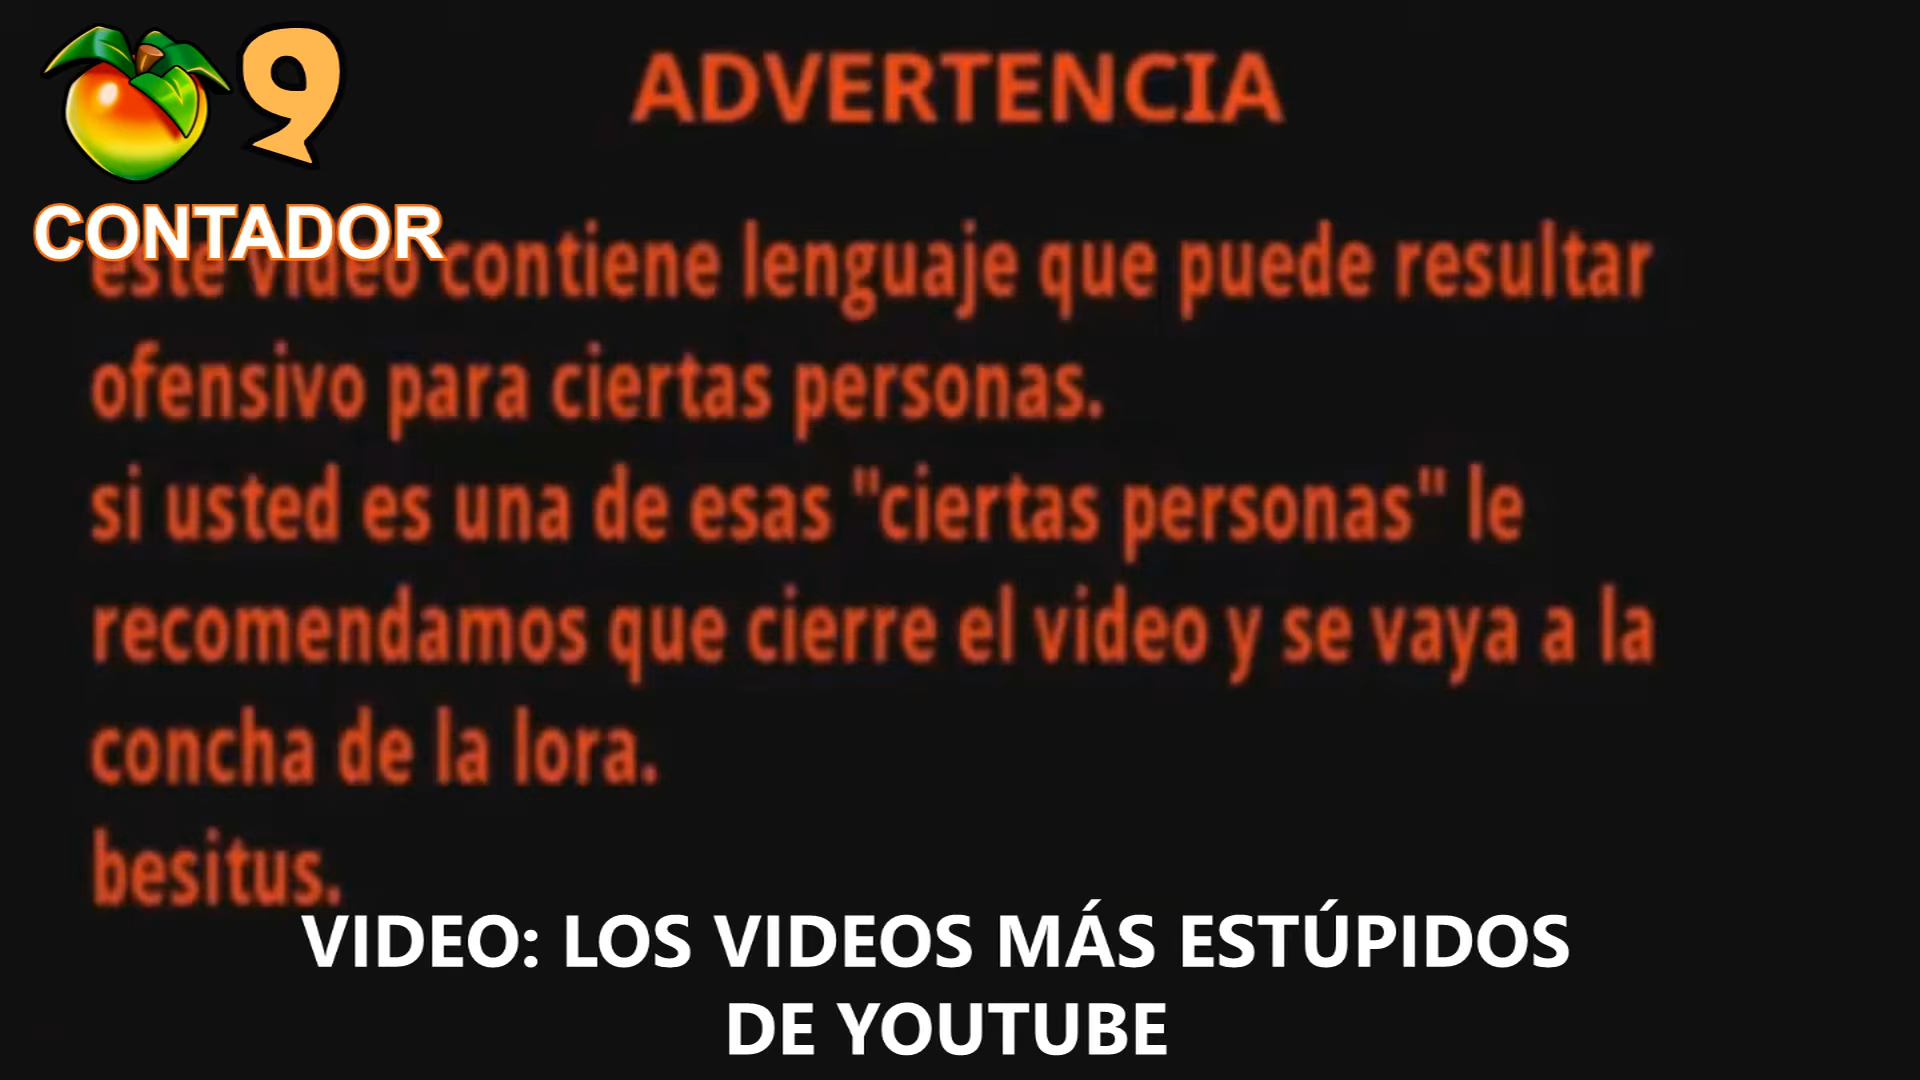 9
ADVERTENCIA
CONTADOR
este video contiene lenguaje que puede resultar
ofensivo para ciertas personas.
si usted es una de esas "ciertas personas" le
recomendamos que cierre el video y se vaya a la
concha de la lora.
besitus.
VIDEO: LOS VIDEOS MÁS ESTÚPIDOS
DE YOUTUBE